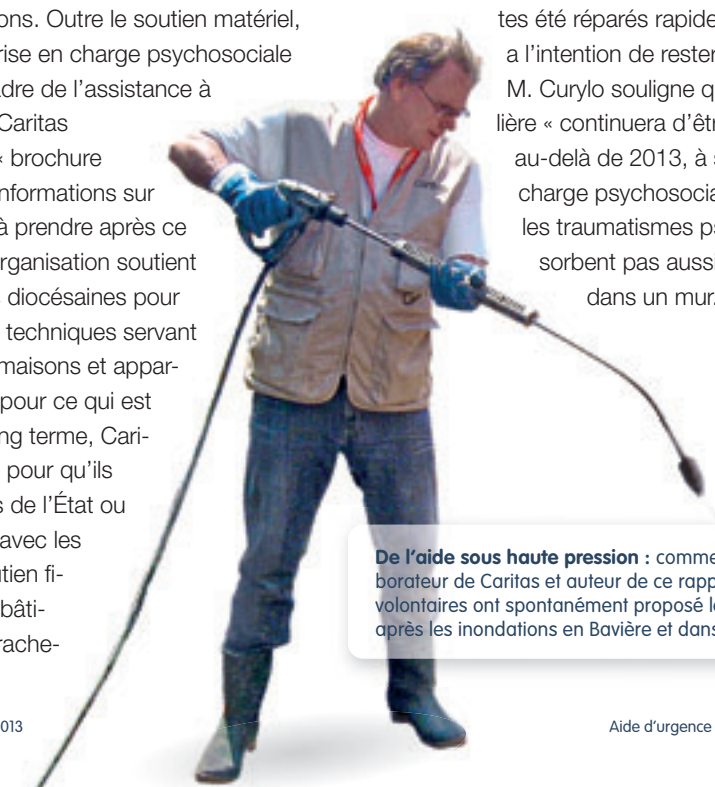 ons. Outre le soutien matériel,
rise en charge psychosociale
adre de l'assistance à
Caritas
« brochure
nformations sur
à prendre après ce
rganisation soutient
s diocésaines pour
techniques servant
maisons et appar-
pour ce qui est
ng terme, Cari-
pour qu'ils
s de l'État ou
avec les
tien fi-
bâti-
rache-
tes été réparés rapide
a l'intention de rester
M. Curylo souligne q
lière « continuera d'êt
au-delà de 2013, à s
charge psychosocia
les traumatismes ps
sorbent pas aussi
dans un mur.
De l'aide sous haute pression : comme
borateur de Caritas et auteur de ce rapp
volontaires ont spontanément proposé l
après les inondations en Bavière et dans
013
Aide d'urgence